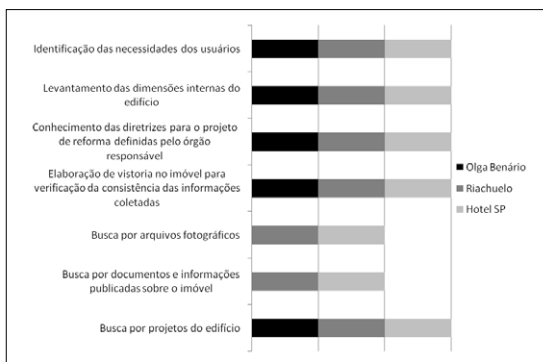 Identificação das necessidades dos usuários
Levantamento das dimensões internas do
edifício
Conhecimento das diretrizes para o projeto
de reforma definidas pelo órgão
responsável
Elaboração de vistoria no imóvel para
verificação da consistência das informações
coletadas
Busca por arquivos fotográficos
Busca por documentos e informações
publicadas sobre o imóvel
Busca por projetos do edifício
Olga Benário
Riachuelo
Hotel SP